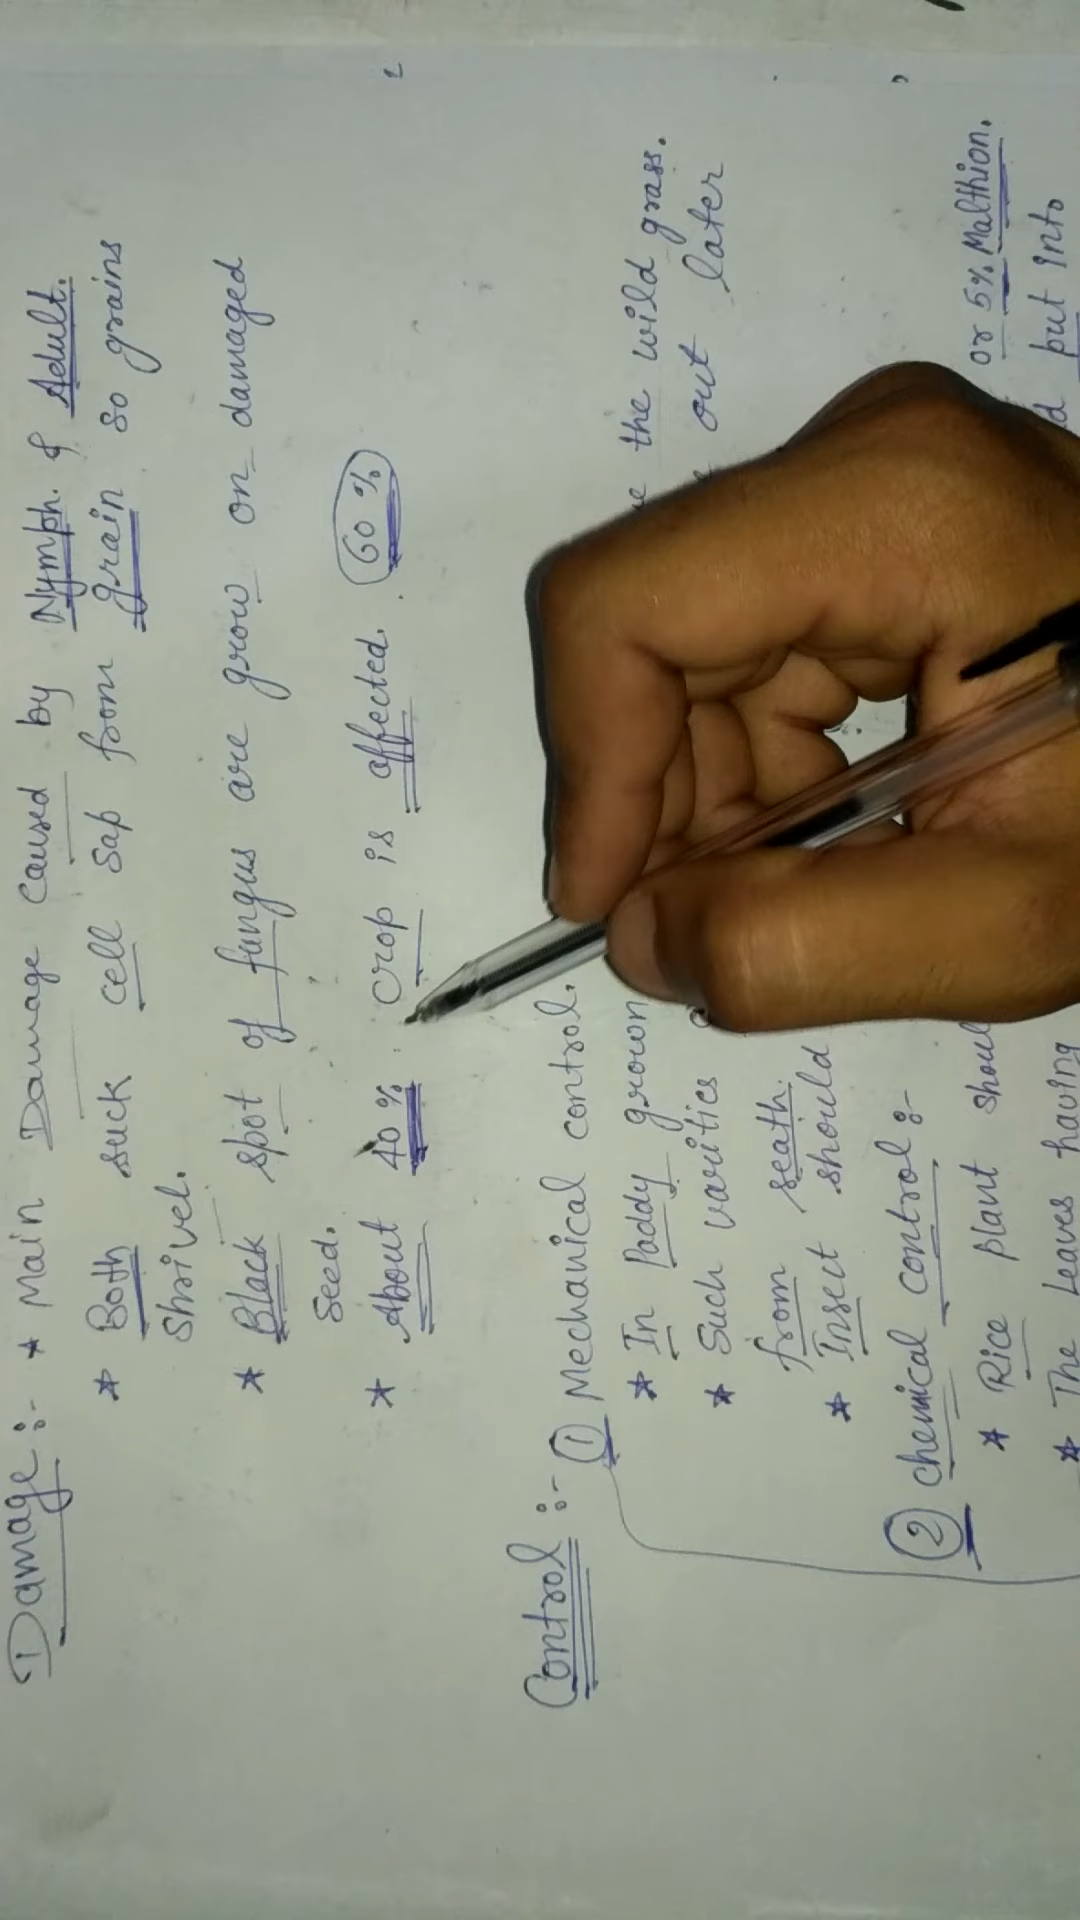 Damage :- * Main Damage caused by Nymph. & Adult.
* Both suck cell sap from grain so grains
shrivel.
* Black spot of fungus are grow on damaged
seed.
* About 40% crop is affected. 60%
Control :- ① Mechanical control.
* In Paddy grown the wild grass.
* Such varitics out later
from seath.
* Insect should
② chemical control :-
* Rice plant shoul or 5% Malthion.
* The Leaves having put into